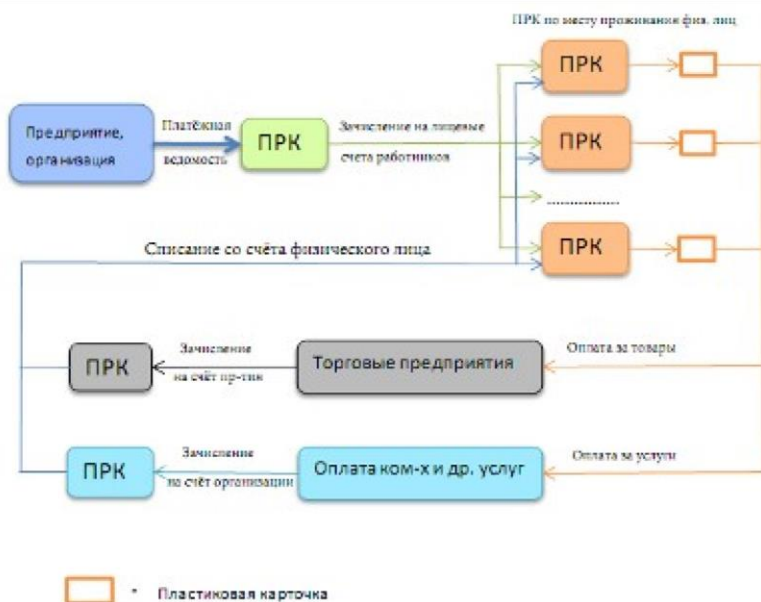 ПРК по месту проживания физ. лиц
ПРК
Предприятие,
организация
Платёжная
ведомость
ПРК
Зачисление на лицевые
счета работников
ПРК
................
ПРК
Списание со счёта физического лица
ПРК
Зачисление
на счёт пр-тия
Торговые предприятия
Оплата за товары
ПРК
Зачисление
на счёт организации
Оплата ком-х и др. услуг
Оплата за услуги
- Пластиковая карточка